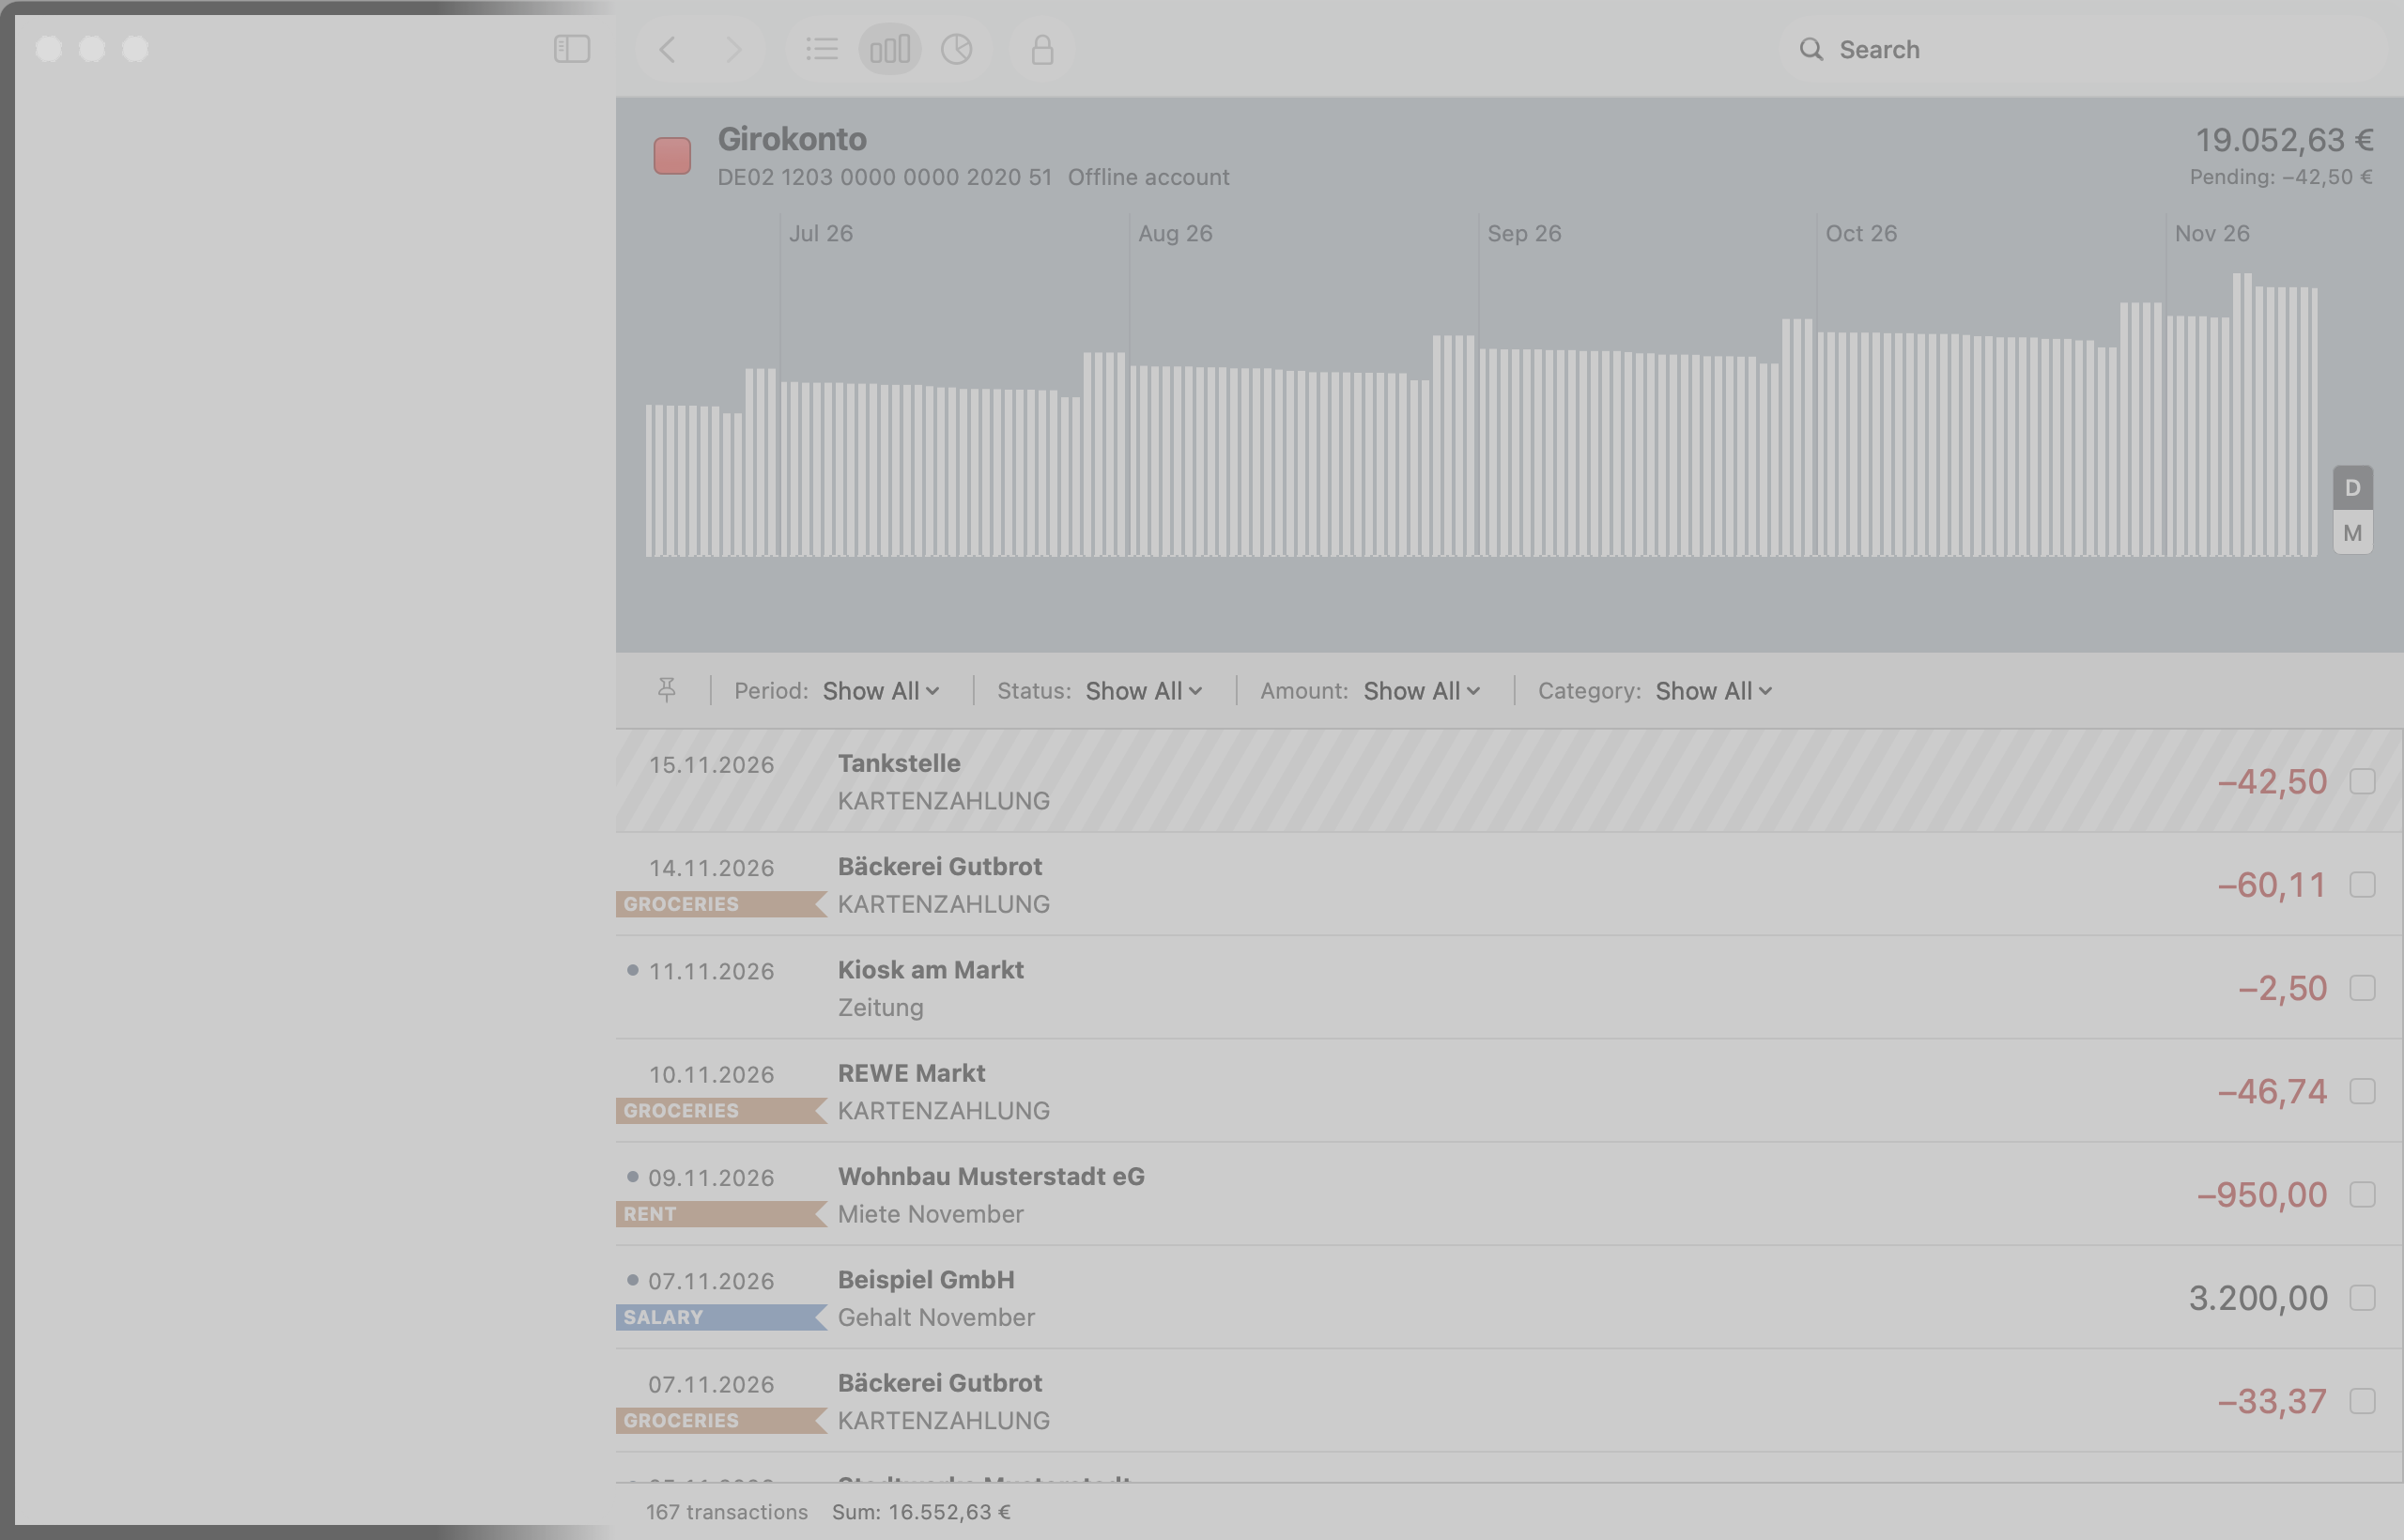 Search
Girokonto
19.052,63 €
DE02 1203 0000 0000 2020 51 Offline account
Pending: –42,50 €
Jul 26 Aug 26 Sep 26 Oct 26 Nov 26
D
M
Period: Show All Status: Show All Amount: Show All Category: Show All
15.11.2026 Tankstelle
KARTENZAHLUNG
–42,50
14.11.2026 Bäckerei Gutbrot
GROCERIES KARTENZAHLUNG
–60,11
11.11.2026 Kiosk am Markt
Zeitung
–2,50
10.11.2026 REWE Markt
GROCERIES KARTENZAHLUNG
–46,74
09.11.2026 Wohnbau Musterstadt eG
RENT Miete November
–950,00
07.11.2026 Beispiel GmbH
SALARY Gehalt November
3.200,00
07.11.2026 Bäckerei Gutbrot
GROCERIES KARTENZAHLUNG
–33,37
167 transactions Sum: 16.552,63 €